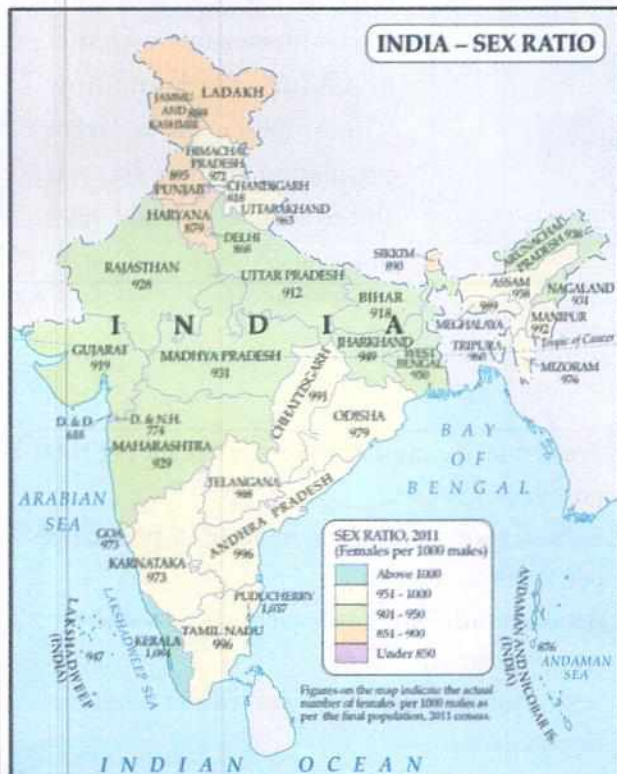 INDIA – SEX RATIO
LADAKH
JAMMU
AND
KASHMIR
889
HIMACHAL
PRADESH
972
895
PUNJAB
CHANDIGARH
818
UTTARAKHAND
963
HARYANA
879
DELHI
868
RAJASTHAN
928
UTTAR PRADESH
912
SIKKIM
890
ARUNACHAL
PRADESH 938
ASSAM
958
NAGALAND
931
BIHAR
918
989
MEGHALAYA
MANIPUR
992
INDIA
Tropic of Cancer
TRIPURA
960
MIZORAM
976
GUJARAT
919
MADHYA PRADESH
931
JHARKHAND
949
WEST
BENGAL
950
CHHATTISGARH
991
ODISHA
979
D. & D.
618
D. & N.H.
774
MAHARASHTRA
929
BAY
OF
BENGAL
ARABIAN
SEA
TELANGANA
988
ANDHRA PRADESH
996
GOA
973
KARNATAKA
973
PUDUCHERRY
1,037
TAMIL NADU
996
KERALA
1,084
LAKSHADWEEP
(INDIA)
947
LAKSHADWEEP SEA
SEX RATIO, 2011
(Females per 1000 males)
Above 1000
951 - 1000
901 - 950
851 - 900
Under 850
Figures on the map indicate the actual
number of females per 1000 males as
per the final population, 2011 census.
ANDAMAN AND NICOBAR IS.
(INDIA)
876
ANDAMAN
SEA
INDIAN OCEAN